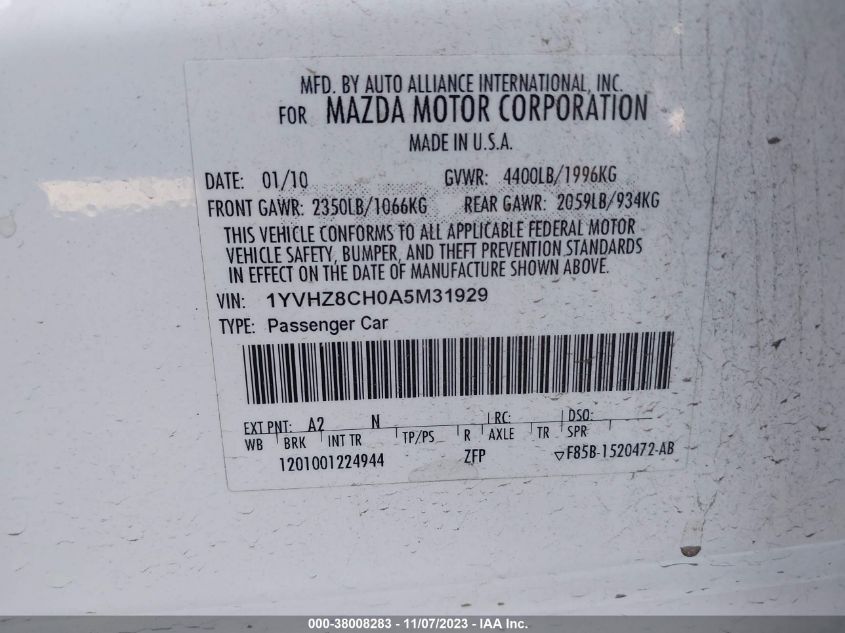 MFD. BY AUTO ALLIANCE INTERNATIONAL, INC.
FOR MAZDA MOTOR CORPORATION
MADE IN U.S.A.
DATE: 01/10 GVWR: 4400LB/1996KG
FRONT GAWR: 2350LB/1066KG REAR GAWR: 2059LB/934KG
THIS VEHICLE CONFORMS TO ALL APPLICABLE FEDERAL MOTOR
VEHICLE SAFETY, BUMPER, AND THEFT PREVENTION STANDARDS
IN EFFECT ON THE DATE OF MANUFACTURE SHOWN ABOVE.
VIN: 1YVHZ8CH0A5M31929
TYPE: Passenger Car
EXT PNT: A2 N RC: DSO:
WB BRK INT TR TP/PS R AXLE TR SPR
1201001224944 ZFP ▽F85B-1520472-AB
000-38008283 - 11/07/2023 - IAA Inc.